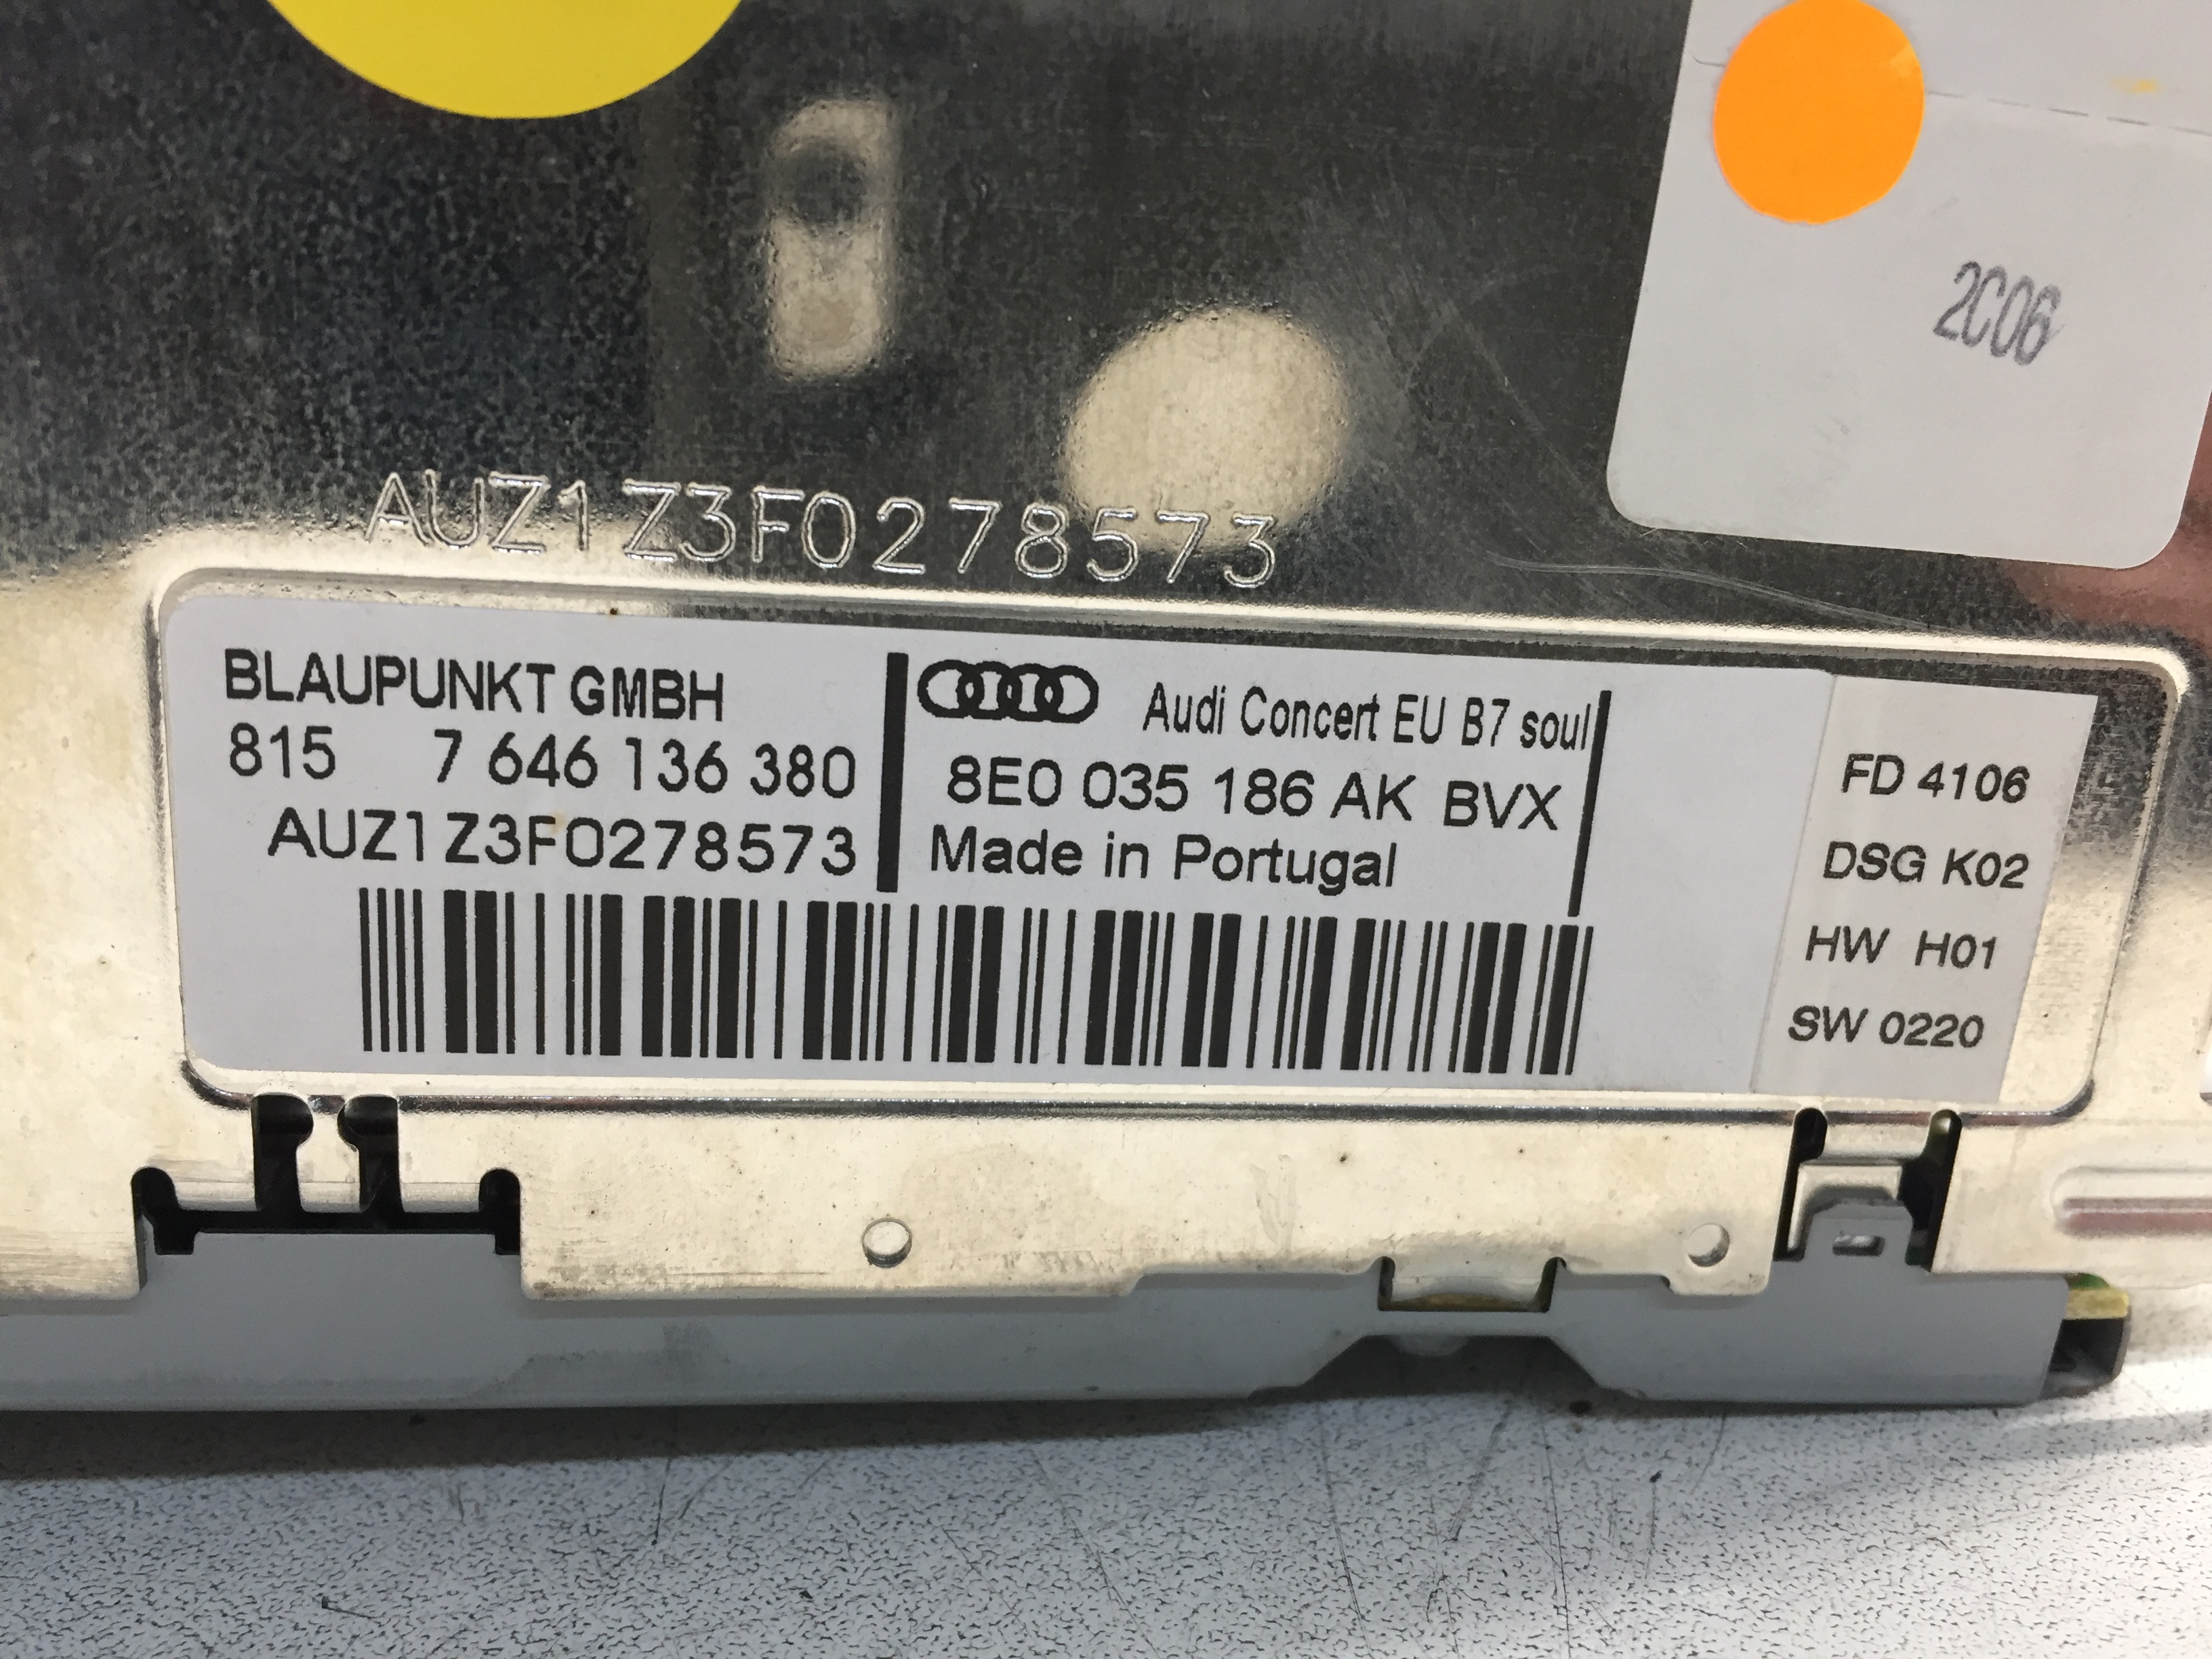 2C06
AUZ1Z3F0278573
BLAUPUNKT GMBH
815 7 646 136 380
AUZ1Z3F0278573
Audi Concert EU B7 soul
8E0 035 186 AK BVX
Made in Portugal
FD 4106
DSG K02
HW H01
SW 0220